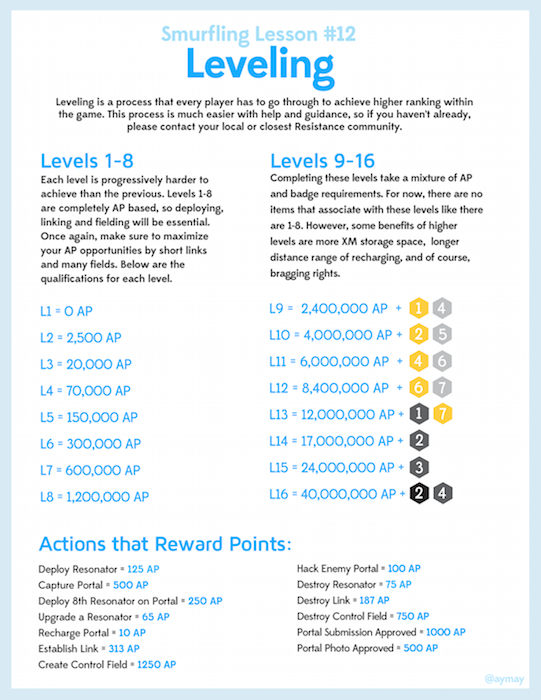 Smurfling Lesson #12
Leveling
Leveling is a process that every player has to go through to achieve higher ranking within
the game. This process is much easier with help and guidance, so if you haven't already,
please contact your local or closest Resistance community.
Levels 1-8
Each level is progressively harder to
achieve than the previous. Levels 1-8
are completely AP based, so deploying,
linking and fielding will be essential.
Once again, make sure to maximize
your AP opportunities by short links
and many fields. Below are the
qualifications for each level.
L1 = 0 AP
L2 = 2,500 AP
L3 = 20,000 AP
L4 = 70,000 AP
L5 = 150,000 AP
L6 = 300,000 AP
L7 = 600,000 AP
L8 = 1,200,000 AP
Levels 9-16
Completing these levels take a mixture of AP
and badge requirements. For now, there are no
items that associate with these levels like there
are 1-8. However, some benefits of higher
levels are more XM storage space, longer
distance range of recharging, and of course,
bragging rights.
L9 = 2,400,000 AP + 1 4
L10 = 4,000,000 AP + 2 5
L11 = 6,000,000 AP + 4 6
L12 = 8,400,000 AP + 6 7
L13 = 12,000,000 AP + 1 7
L14 = 17,000,000 AP + 2
L15 = 24,000,000 AP + 3
L16 = 40,000,000 AP + 2 4
Actions that Reward Points:
Deploy Resonator = 125 AP
Capture Portal = 500 AP
Deploy 8th Resonator on Portal = 250 AP
Upgrade a Resonator = 65 AP
Recharge Portal = 10 AP
Establish Link = 313 AP
Create Control Field = 1250 AP
Hack Enemy Portal = 100 AP
Destroy Resonator = 75 AP
Destroy Link = 187 AP
Destroy Control Field = 750 AP
Portal Submission Approved = 1000 AP
Portal Photo Approved = 500 AP
@aymay